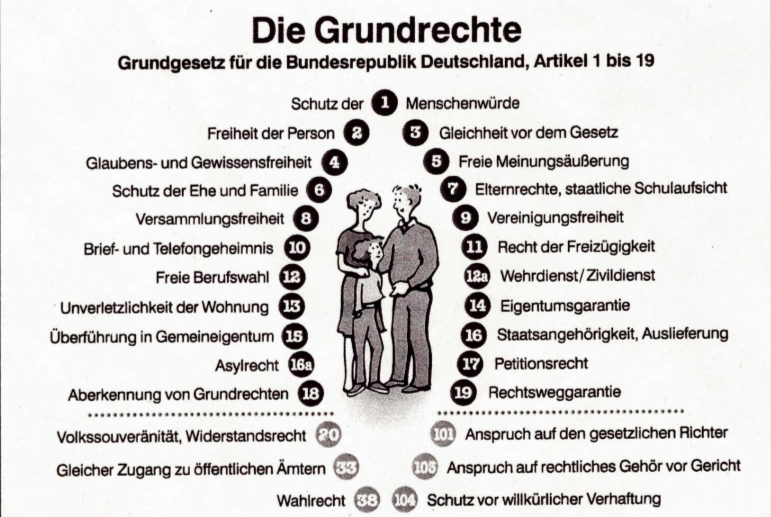 Die Grundrechte
Grundgesetz für die Bundesrepublik Deutschland, Artikel 1 bis 19
Schutz der 1 Menschenwürde
Freiheit der Person 2 3 Gleichheit vor dem Gesetz
Glaubens- und Gewissensfreiheit 4 5 Freie Meinungsäußerung
Schutz der Ehe und Familie 6 7 Elternrechte, staatliche Schulaufsicht
Versammlungsfreiheit 8 9 Vereinigungsfreiheit
Brief- und Telefongeheimnis 10 11 Recht der Freizügigkeit
Freie Berufswahl 12 12a Wehrdienst/Zivildienst
Unverletzlichkeit der Wohnung 13 14 Eigentumsgarantie
Überführung in Gemeineigentum 15 16 Staatsangehörigkeit, Auslieferung
Asylrecht 16a 17 Petitionsrecht
Aberkennung von Grundrechten 18 19 Rechtsweggarantie
Volkssouveränität, Widerstandsrecht 20 101 Anspruch auf den gesetzlichen Richter
Gleicher Zugang zu öffentlichen Ämtern 33 103 Anspruch auf rechtliches Gehör vor Gericht
Wahlrecht 38 104 Schutz vor willkürlicher Verhaftung